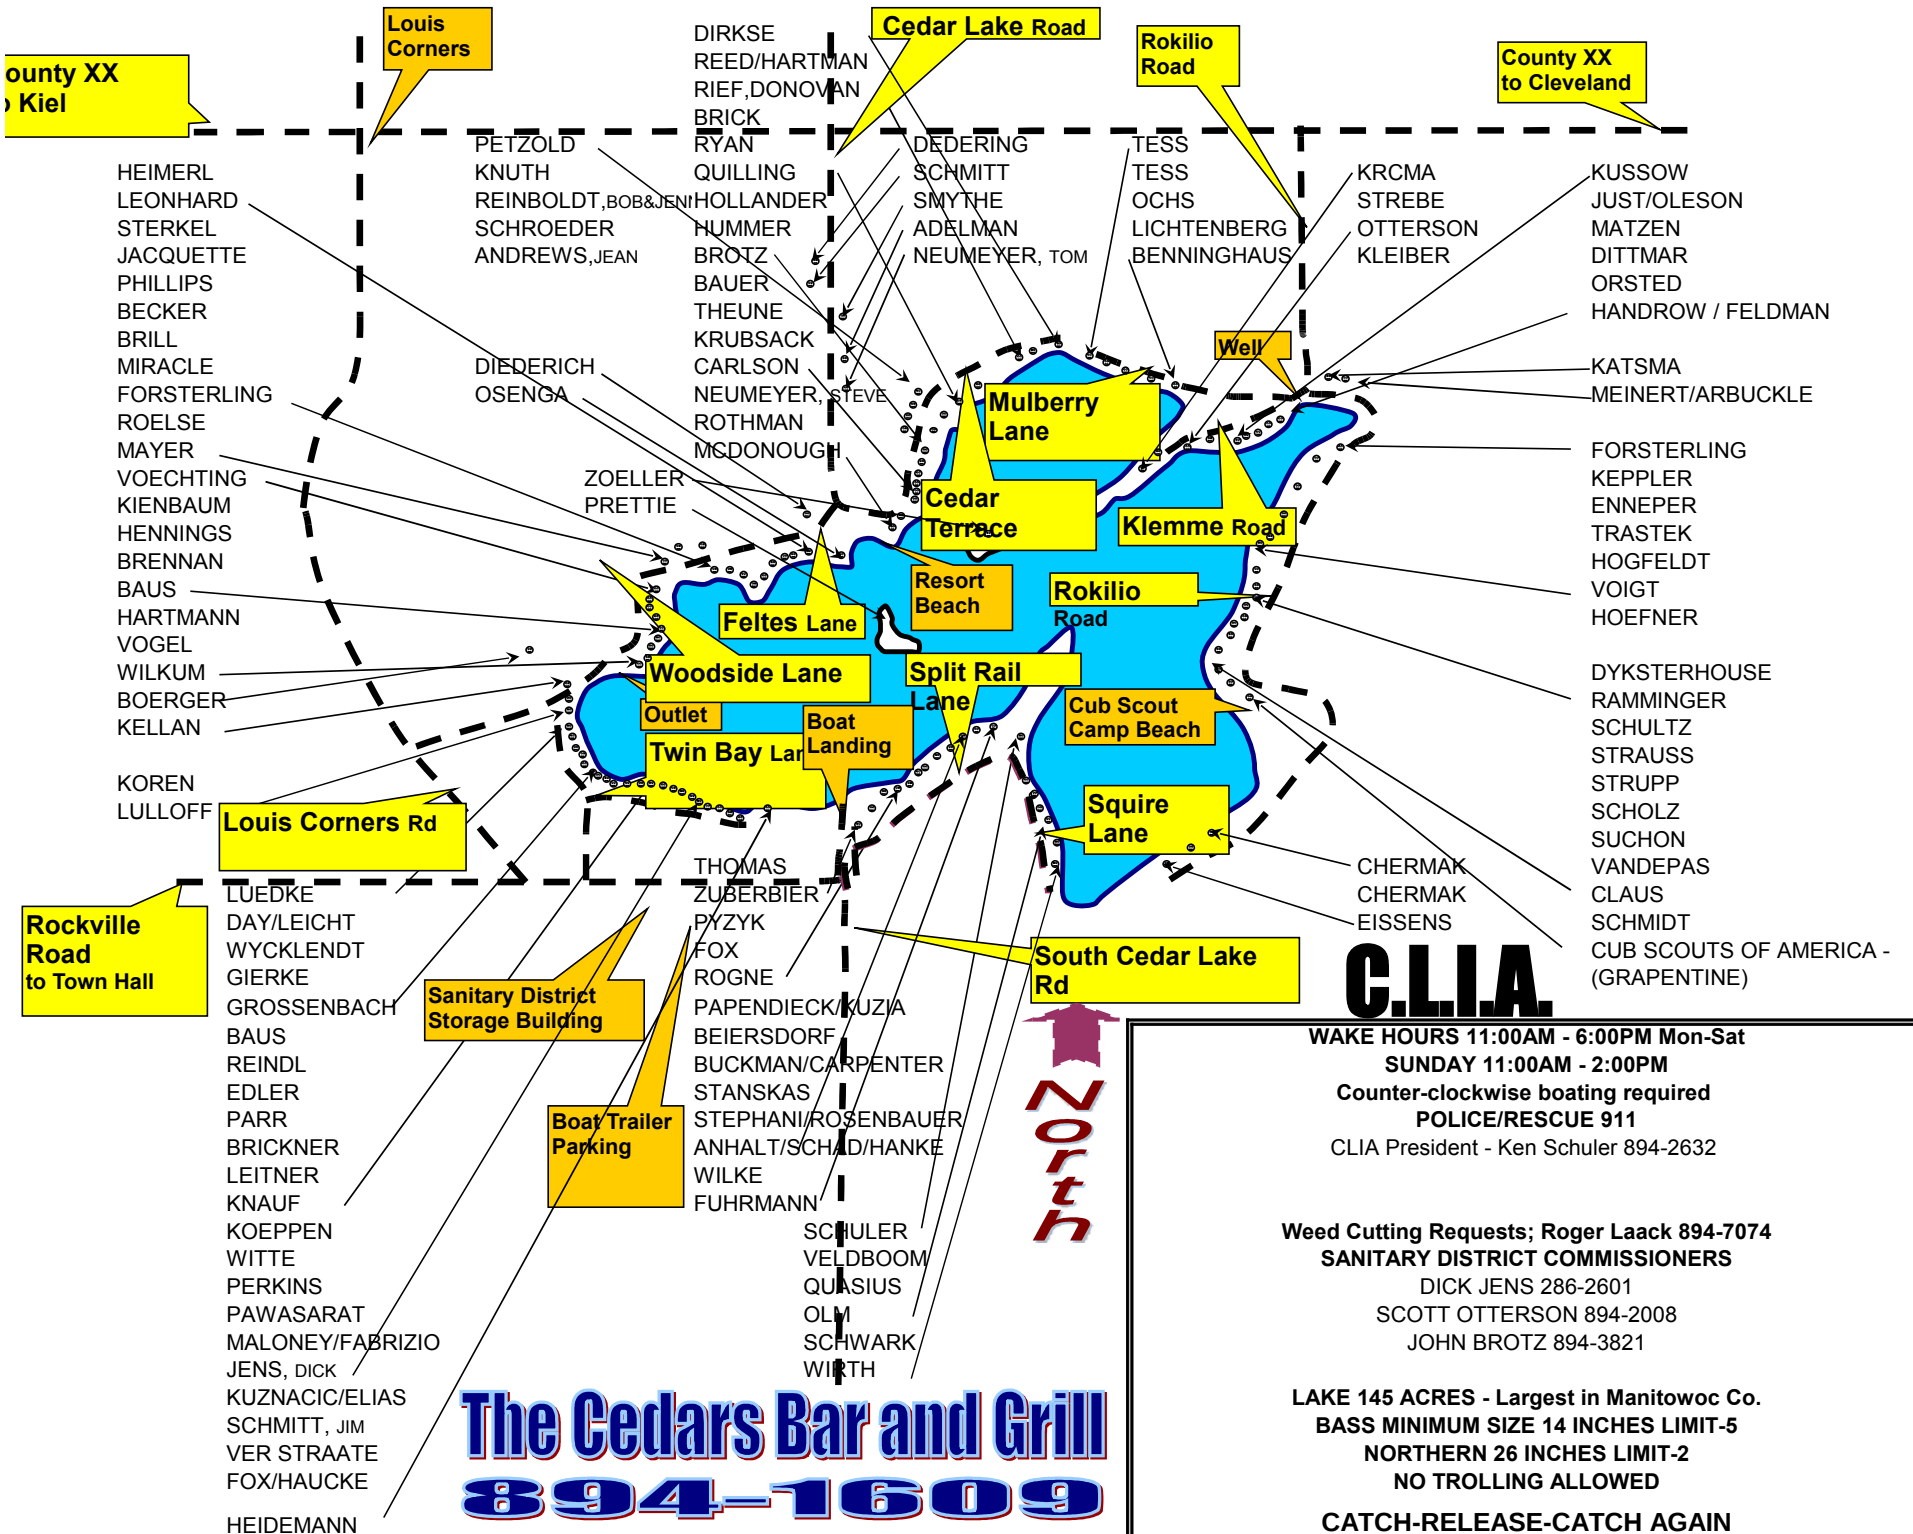 Louis
Corners
Cedar Lake Road
Rokilio
Road
County XX
to Cleveland
ounty XX
Kiel
DIRKSE
REED/HARTMAN
RIEF,DONOVAN
BRICK
RYAN
QUILLING
HOLLANDER
HUMMER
BROTZ
BAUER
THEUNE
KRUBSACK
CARLSON
NEUMEYER, STEVE
ROTHMAN
MCDONOUGH
PETZOLD
KNUTH
REINBOLDT,BOB&JENI
SCHROEDER
ANDREWS,JEAN
DIEDERICH
OSENGA
ZOELLER
PRETTIE
HEIMERL
LEONHARD
STERKEL
JACQUETTE
PHILLIPS
BECKER
BRILL
MIRACLE
FORSTERLING
ROELSE
MAYER
VOECHTING
KIENBAUM
HENNINGS
BRENNAN
BAUS
HARTMANN
VOGEL
WILKUM
BOERGER
KELLAN
KOREN
LULLOFF
DEDERING
SCHMITT
SMYTHE
ADELMAN
NEUMEYER, TOM
TESS
TESS
OCHS
LICHTENBERG
BENNINGHAUS
KRCMA
STREBE
OTTERSON
KLEIBER
KUSSOW
JUST/OLESON
MATZEN
DITTMAR
ORSTED
HANDROW / FELDMAN
KATSMA
MEINERT/ARBUCKLE
FORSTERLING
KEPPLER
ENNEPER
TRASTEK
HOGFELDT
VOIGT
HOEFNER
DYKSTERHOUSE
RAMMINGER
SCHULTZ
STRAUSS
STRUPP
SCHOLZ
SUCHON
VANDEPAS
CLAUS
SCHMIDT
CUB SCOUTS OF AMERICA -
(GRAPENTINE)
Well
Mulberry
Lane
Cedar
Terrace
Klemme Road
Resort
Beach
Rokilio
Road
Feltes Lane
Woodside Lane
Split Rail
Lane
Outlet
Boat
Landing
Cub Scout
Camp Beach
Twin Bay Lan
Squire
Lane
Louis Corners Rd
CHERMAK
CHERMAK
EISSENS
Rockville
Road
to Town Hall
South Cedar Lake
Rd
Sanitary District
Storage Building
Boat Trailer
Parking
LUEDKE
DAY/LEICHT
WYCKLENDT
GIERKE
GROSSENBACH
BAUS
REINDL
EDLER
PARR
BRICKNER
LEITNER
KNAUF
KOEPPEN
WITTE
PERKINS
PAWASARAT
MALONEY/FABRIZIO
JENS, DICK
KUZNACIC/ELIAS
SCHMITT, JIM
VER STRAATE
FOX/HAUCKE
HEIDEMANN
THOMAS
ZUBERBIER
PYZYK
FOX
ROGNE
PAPENDIECK/KUZIA
BEIERSDORF
BUCKMAN/CARPENTER
STANSKAS
STEPHANI/ROSENBAUER
ANHALT/SCHAD/HANKE
WILKE
FUHRMANN
SCHULER
VELDBOOM
QUASIUS
OLM
SCHWARK
WIRTH
North
The Cedars Bar and Grill
894-1609
C.L.I.A.
WAKE HOURS 11:00AM - 6:00PM Mon-Sat
SUNDAY 11:00AM - 2:00PM
Counter-clockwise boating required
POLICE/RESCUE 911
CLIA President - Ken Schuler 894-2632
Weed Cutting Requests; Roger Laack 894-7074
SANITARY DISTRICT COMMISSIONERS
DICK JENS 286-2601
SCOTT OTTERSON 894-2008
JOHN BROTZ 894-3821
LAKE 145 ACRES - Largest in Manitowoc Co.
BASS MINIMUM SIZE 14 INCHES LIMIT-5
NORTHERN 26 INCHES LIMIT-2
NO TROLLING ALLOWED
CATCH-RELEASE-CATCH AGAIN